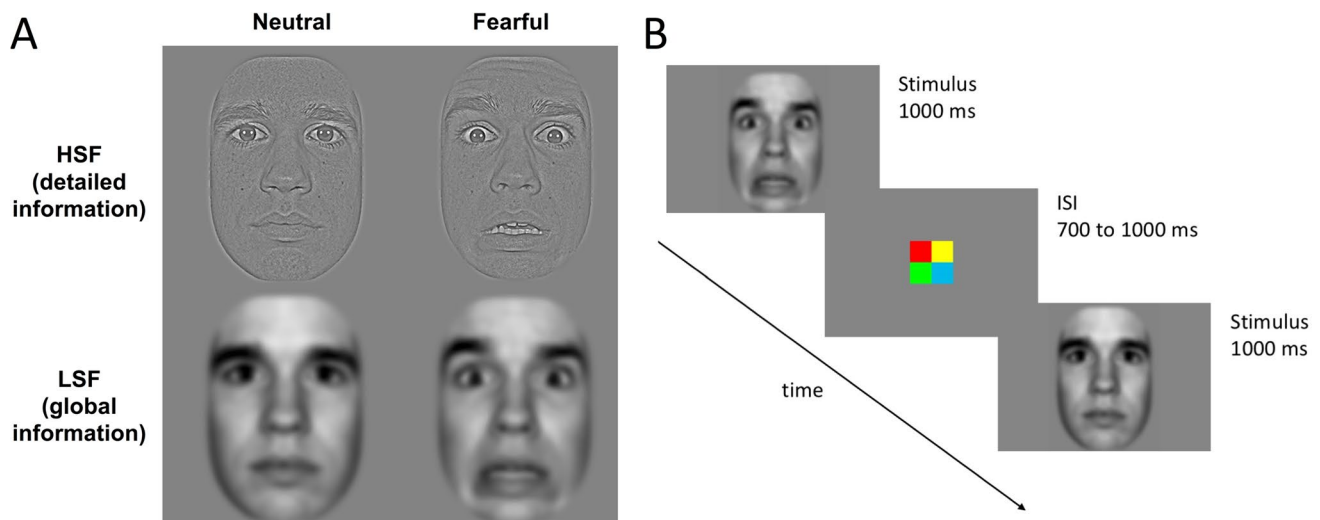 A
Neutral
Fearful
HSF
(detailed
information)
LSF
(global
information)
B
Stimulus
1000 ms
ISI
700 to 1000 ms
Stimulus
1000 ms
time